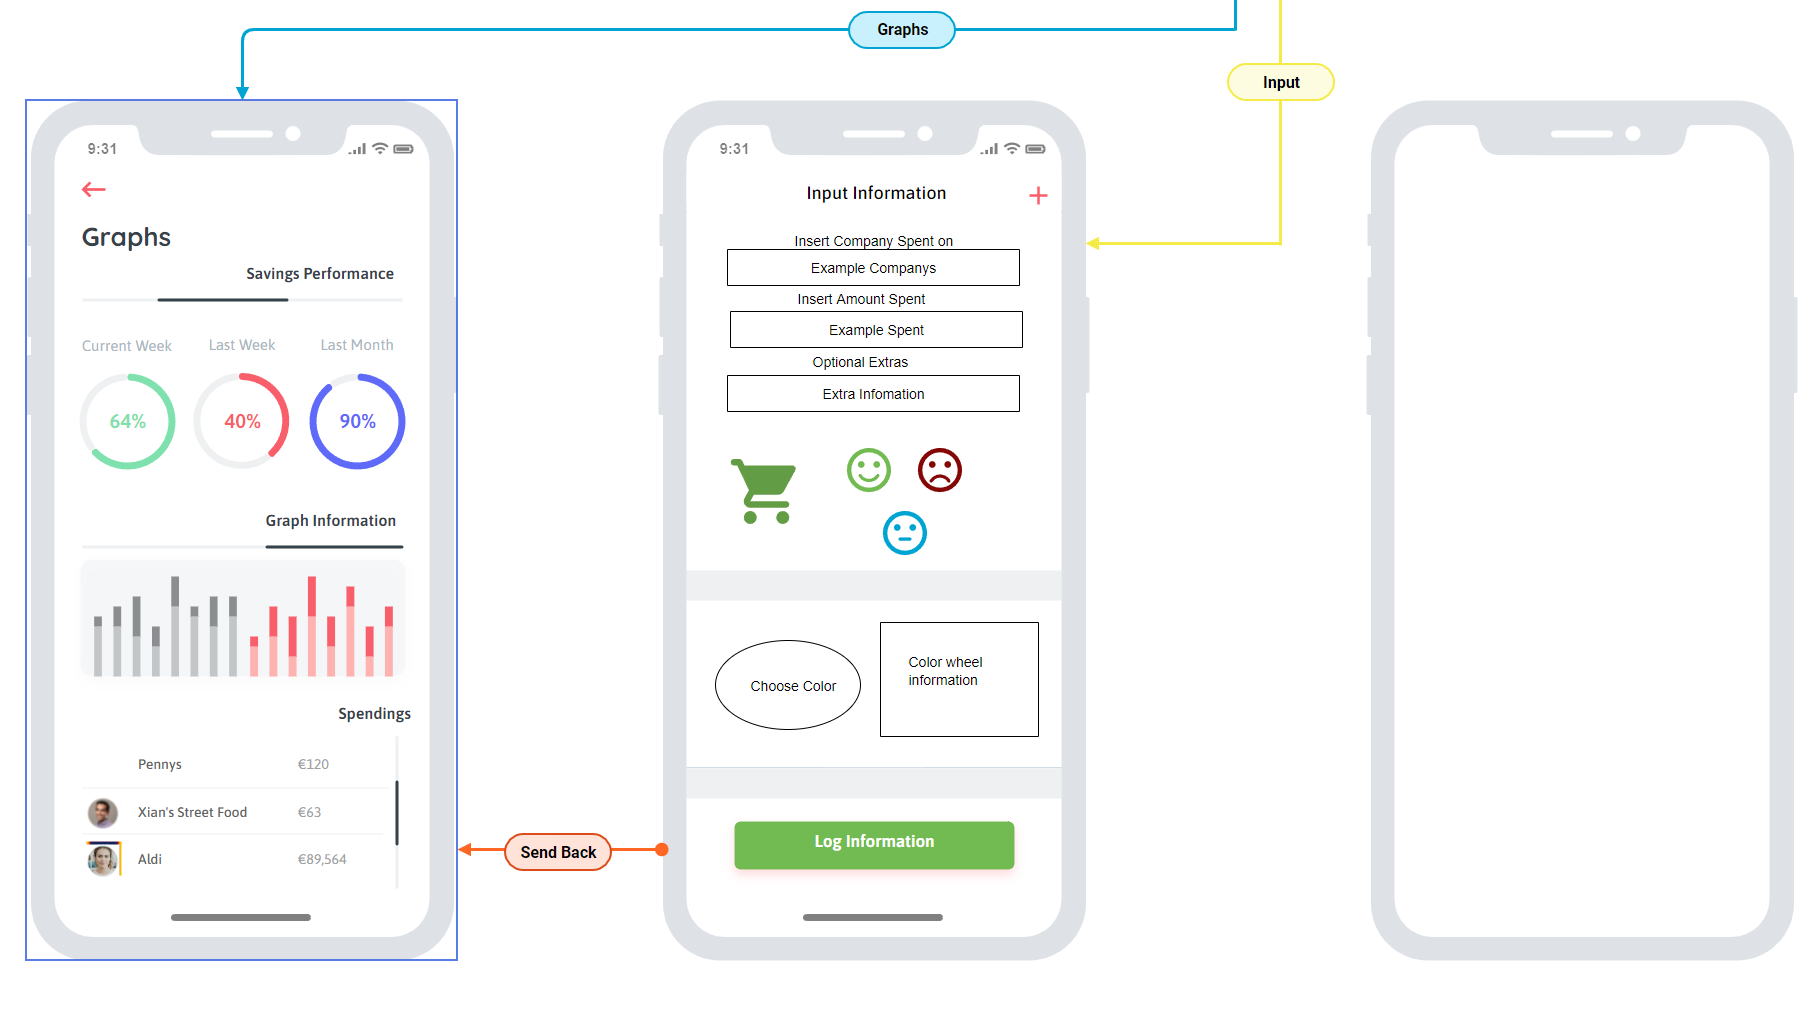 Graphs
Input
9:31
Graphs
Savings Performance
Current Week
Last Week
Last Month
64%
40%
90%
Graph Information
Spendings
Pennys €120
Xian's Street Food €63
Aldi €89,564
Send Back
9:31
Input Information
Insert Company Spent on
Example Companys
Insert Amount Spent
Example Spent
Optional Extras
Extra Infomation
Choose Color
Color wheel
information
Log Information